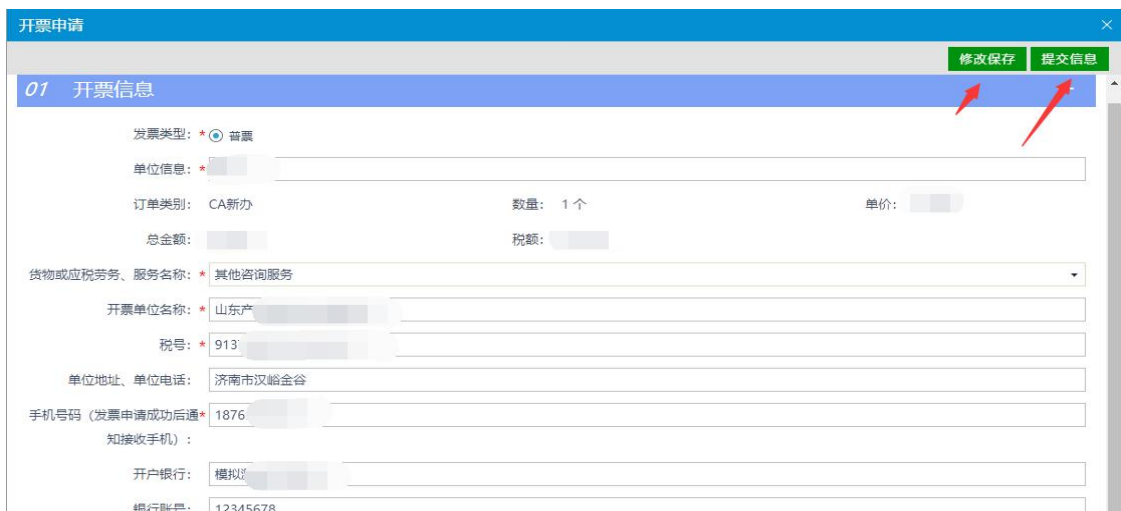 开票申请
修改保存 提交信息
01 开票信息
发票类型： * 普票
单位信息： *
订单类别： CA新办 数量： 1 个 单价：
总金额： 税额：
货物或应税劳务、服务名称： * 其他咨询服务
开票单位名称： * 山东产
税号： * 913
单位地址、单位电话： 济南市汉峪金谷
手机号码（发票申请成功后通* 1876
知接收手机）：
开户银行： 模拟
银行账号： 12345678